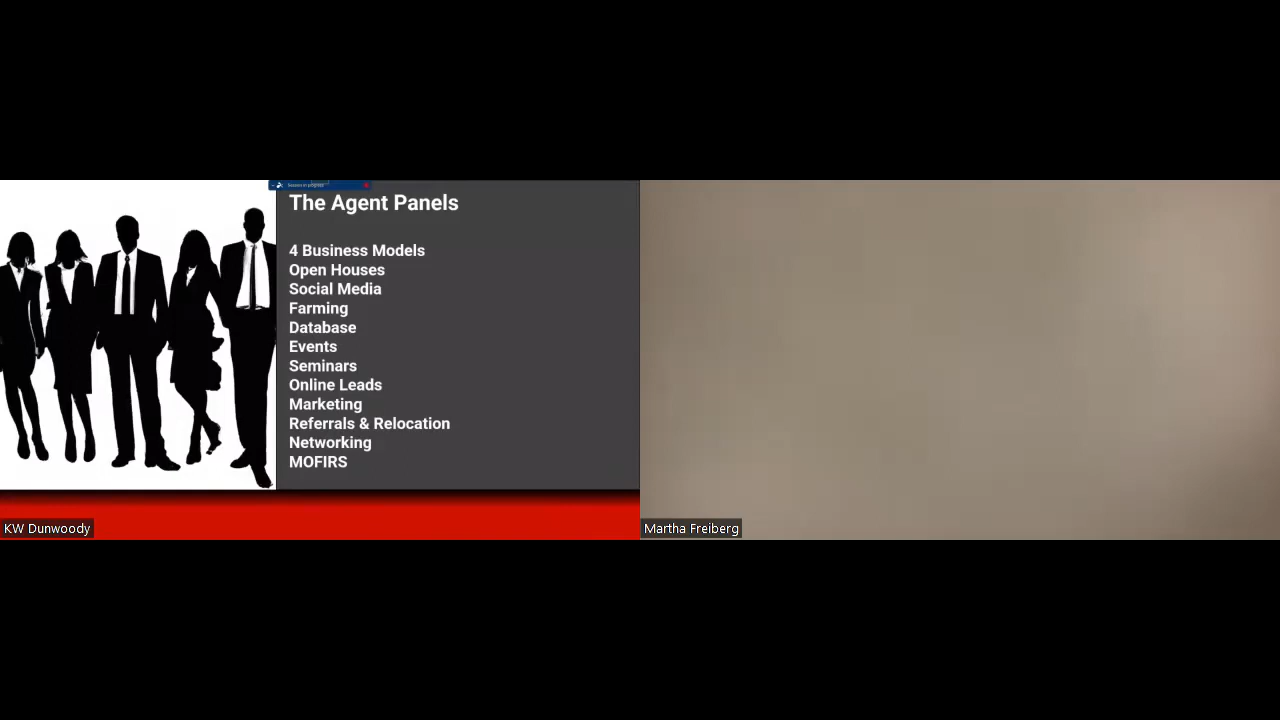 The Agent Panels
4 Business Models
Open Houses
Social Media
Farming
Database
Events
Seminars
Online Leads
Marketing
Referrals & Relocation
Networking
MOFIRS
KW Dunwoody
Martha Freiberg